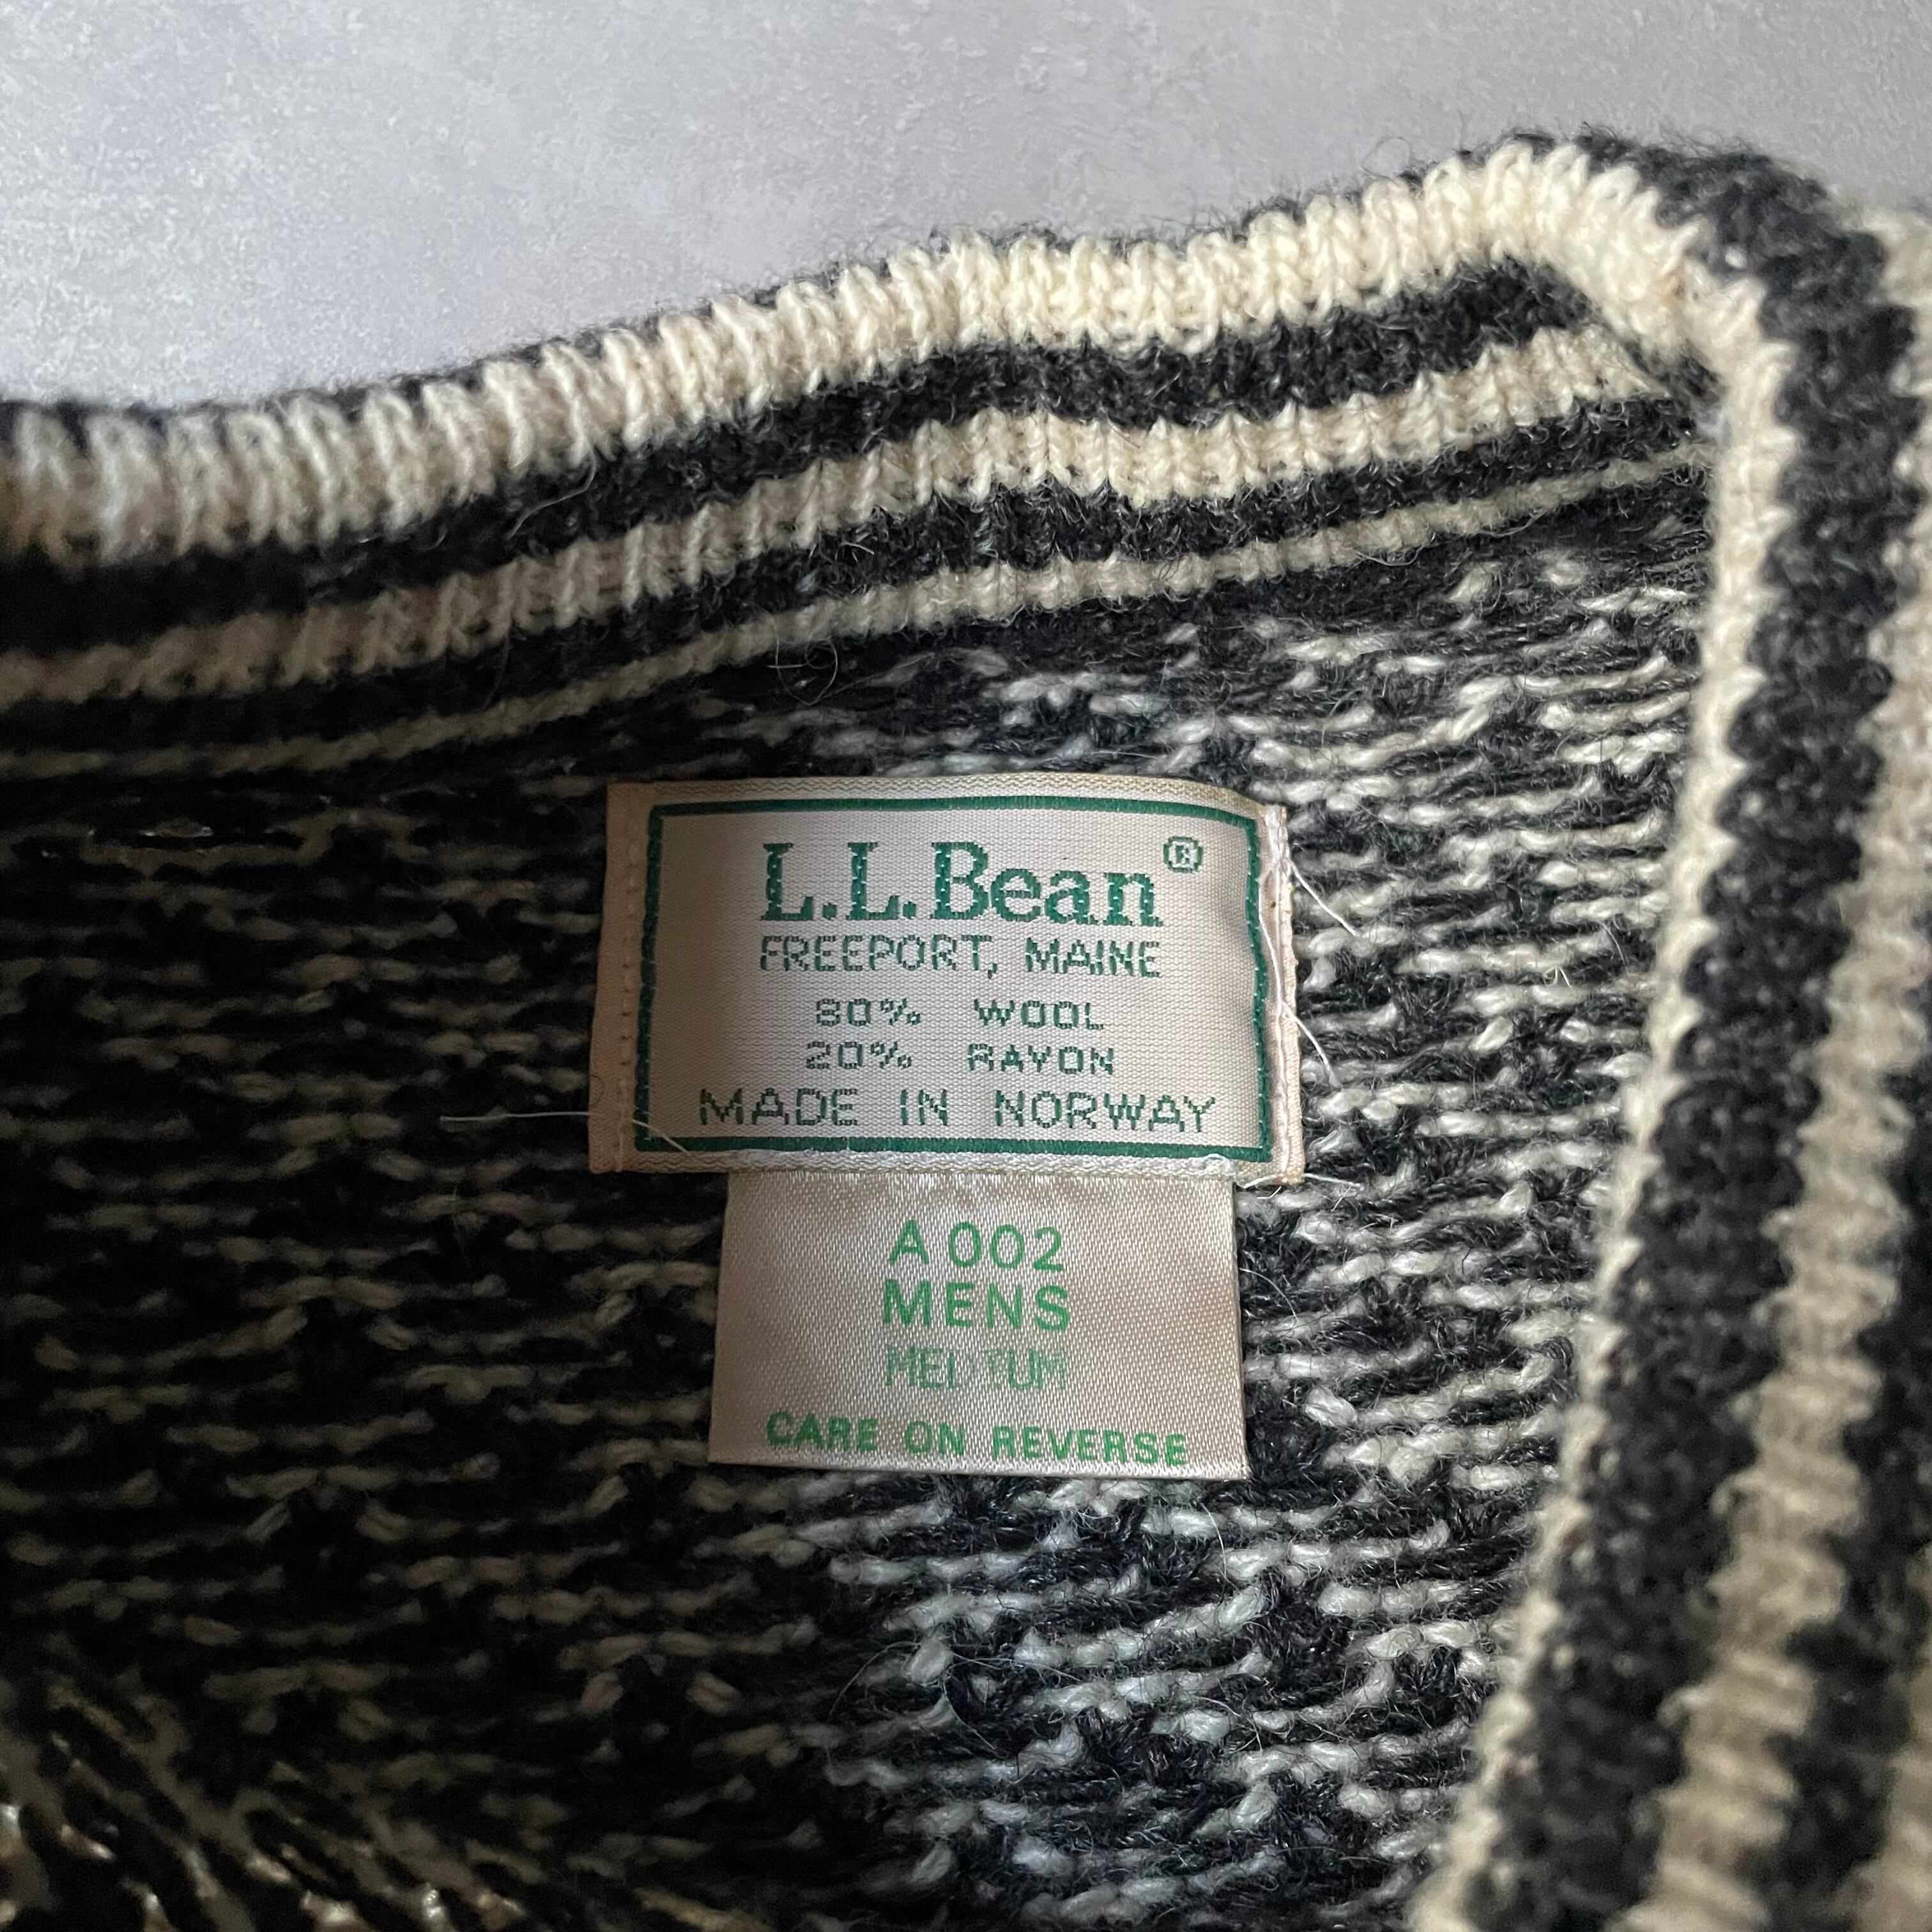 L.L.Bean®
FREEPORT, MAINE
80% WOOL
20% RAYON
MADE IN NORWAY
A 002
MENS
MEDIUM
CARE ON REVERSE